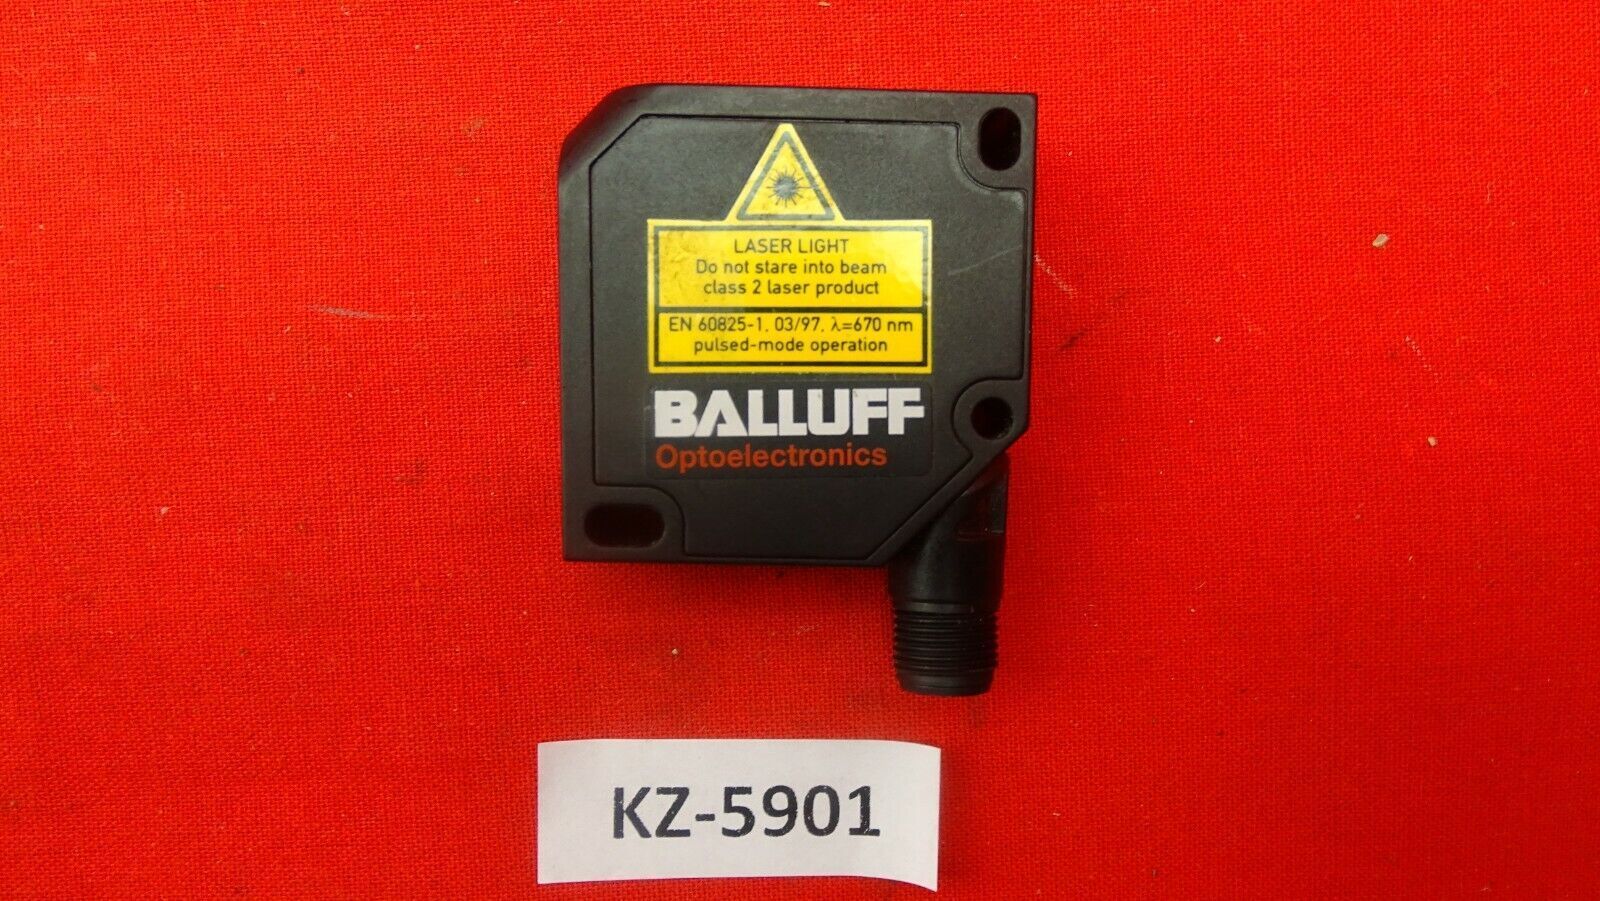 LASER LIGHT
Do not stare into beam
class 2 laser product
EN 60825-1, 03/97, λ=670 nm
pulsed-mode operation
BALLUFF
Optoelectronics
KZ-5901